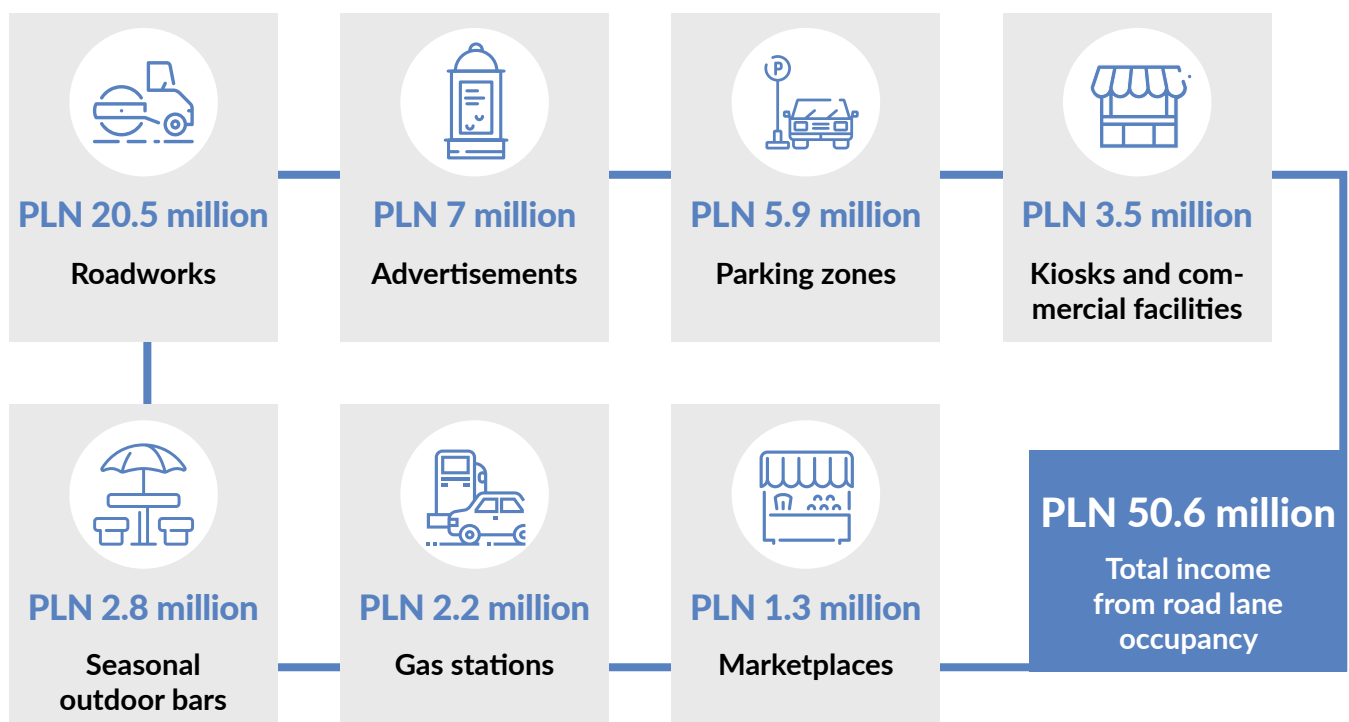 P
PLN 20.5 million
Roadworks
PLN 7 million
Advertisements
PLN 5.9 million
Parking zones
PLN 3.5 million
Kiosks and com-
mercial facilities
PLN 2.8 million
Seasonal
outdoor bars
PLN 2.2 million
Gas stations
PLN 1.3 million
Marketplaces
PLN 50.6 million
Total income
from road lane
occupancy